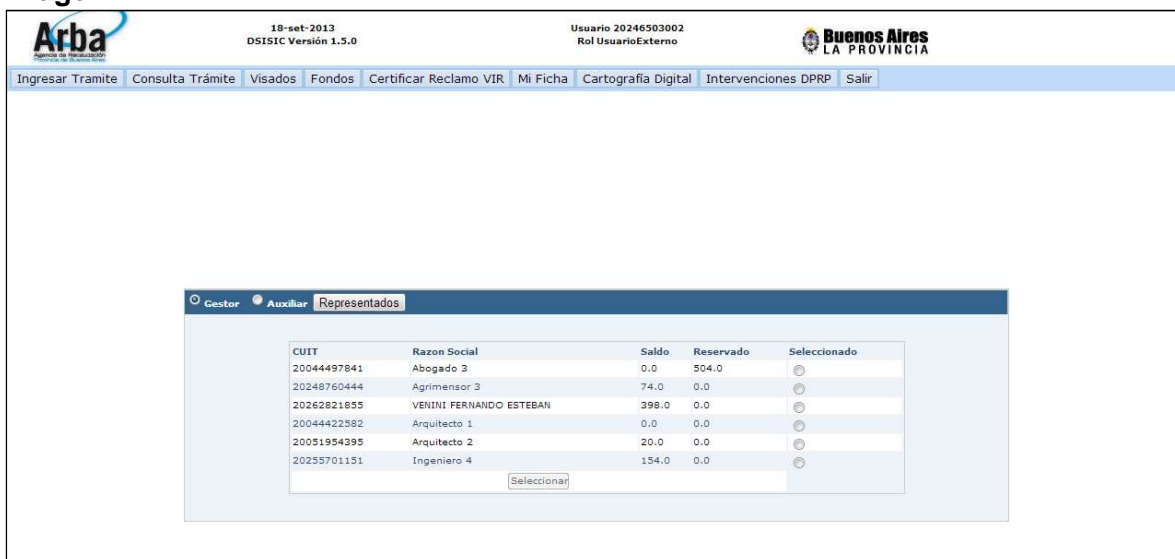 Arba
Agencia de Recaudación
Provincia de Buenos Aires
18-set-2013
DSISIC Versión 1.5.0
Usuario 20246503002
Rol UsuarioExterno
Buenos Aires
LA PROVINCIA
Ingresar Tramite Consulta Trámite Visados Fondos Certificar Reclamo VIR Mi Ficha Cartografía Digital Intervenciones DPRP Salir
Gestor Auxiliar Representados
CUIT Razon Social Saldo Reservado Seleccionado
20044497841 Abogado 3 0.0 504.0
20248760444 Agrimensor 3 74.0 0.0
20262821855 VENINI FERNANDO ESTEBAN 398.0 0.0
20044422582 Arquitecto 1 0.0 0.0
20051954395 Arquitecto 2 20.0 0.0
20255701151 Ingeniero 4 154.0 0.0
Seleccionar